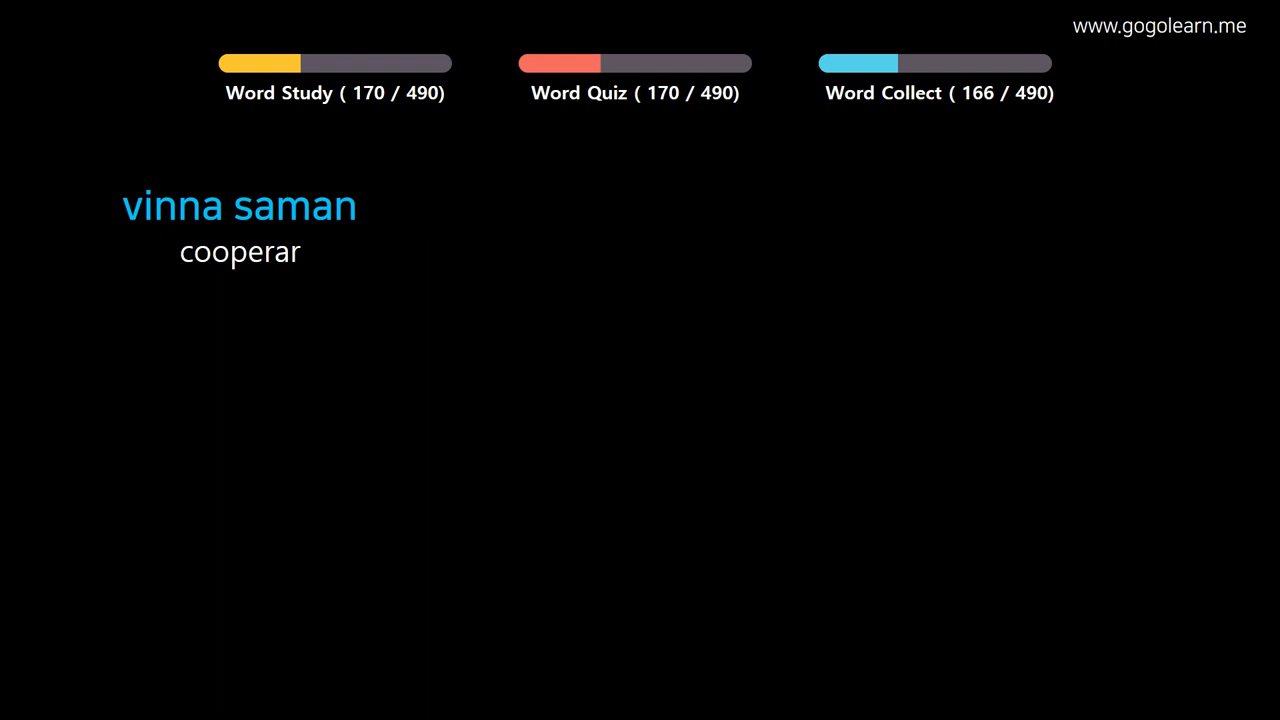 www.gogolearn.me
Word Study ( 170 / 490)
Word Quiz ( 170 / 490)
Word Collect ( 166 / 490)
vinna saman
cooperar